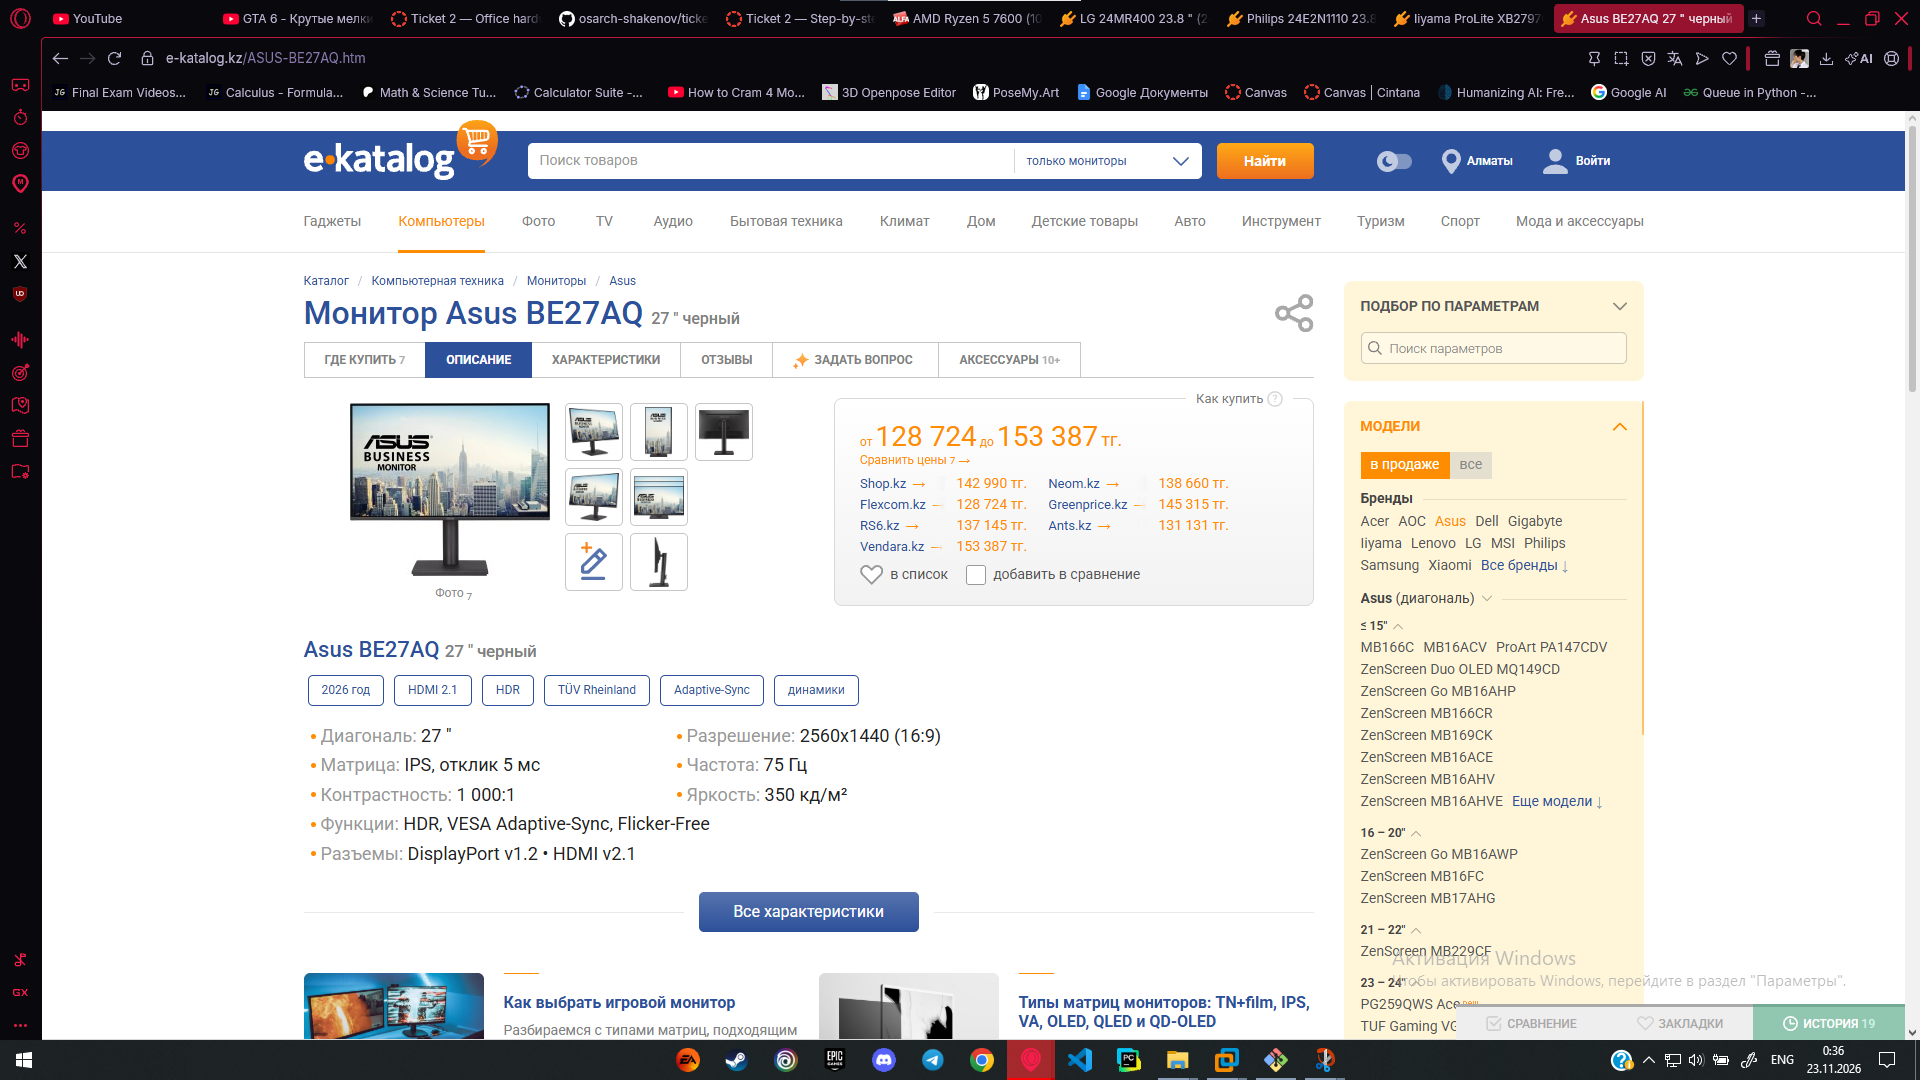 YouTube
GTA 6 - Крутые мелки
Ticket 2 — Office hard
osarch-shakenov/ticke
Ticket 2 — Step-by-st
AMD Ryzen 5 7600 (10
LG 24MR400 23.8 " (2
Philips 24E2N1110 23.8
Iiyama ProLite XB2797
Asus BE27AQ 27 " черный
e-katalog.kz/ASUS-BE27AQ.htm
AI
Final Exam Videos...
Calculus - Formula...
Math & Science Tu...
Calculator Suite -...
How to Cram 4 Mo...
3D Openpose Editor
PoseMy.Art
Google Документы
Canvas
Canvas | Cintana
Humanizing AI: Fre...
Google AI
Queue in Python -...
e-katalog
Поиск товаров
только мониторы
Найти
Алматы
Войти
Гаджеты
Компьютеры
Фото
TV
Аудио
Бытовая техника
Климат
Дом
Детские товары
Авто
Инструмент
Туризм
Спорт
Мода и аксессуары
Каталог / Компьютерная техника / Мониторы / Asus
Монитор Asus BE27AQ 27 " черный
ГДЕ КУПИТЬ 7
ОПИСАНИЕ
ХАРАКТЕРИСТИКИ
ОТЗЫВЫ
ЗАДАТЬ ВОПРОС
АКСЕССУАРЫ 10+
ASUS
BUSINESS
MONITOR
Фото 7
Как купить ?
от 128 724 до 153 387 тг.
Сравнить цены 7 →
Shop.kz → 142 990 тг. Neom.kz → 138 660 тг.
Flexcom.kz 128 724 тг. Greenprice.kz 145 315 тг.
RS6.kz → 137 145 тг. Ants.kz → 131 131 тг.
Vendara.kz 153 387 тг.
в список
добавить в сравнение
Asus BE27AQ 27 " черный
2026 год
HDMI 2.1
HDR
TÜV Rheinland
Adaptive-Sync
динамики
Диагональ: 27 "
Разрешение: 2560x1440 (16:9)
Матрица: IPS, отклик 5 мс
Частота: 75 Гц
Контрастность: 1 000:1
Яркость: 350 кд/м²
Функции: HDR, VESA Adaptive-Sync, Flicker-Free
Разъемы: DisplayPort v1.2 • HDMI v2.1
Все характеристики
Как выбрать игровой монитор
Разбираемся с типами матриц, подходящим
Типы матриц мониторов: TN+film, IPS,
VA, OLED, QLED и QD-OLED
ПОДБОР ПО ПАРАМЕТРАМ
Поиск параметров
МОДЕЛИ
в продаже
все
Бренды
Acer AOC Asus Dell Gigabyte
Iiyama Lenovo LG MSI Philips
Samsung Xiaomi Все бренды ↓
Asus (диагональ)
≤ 15"
MB166C MB16ACV ProArt PA147CDV
ZenScreen Duo OLED MQ149CD
ZenScreen Go MB16AHP
ZenScreen MB166CR
ZenScreen MB169CK
ZenScreen MB16ACE
ZenScreen MB16AHV
ZenScreen MB16AHVE Еще модели ↓
16 – 20"
ZenScreen Go MB16AWP
ZenScreen MB16FC
ZenScreen MB17AHG
21 – 22"
ZenScreen MB229CF
23 – 24"
PG259QWS Ace new
TUF Gaming VG
Активация Windows
Чтобы активировать Windows, перейдите в раздел "Параметры".
СРАВНЕНИЕ
ЗАКЛАДКИ
ИСТОРИЯ 19
GX
ENG
0:36
23.11.2026